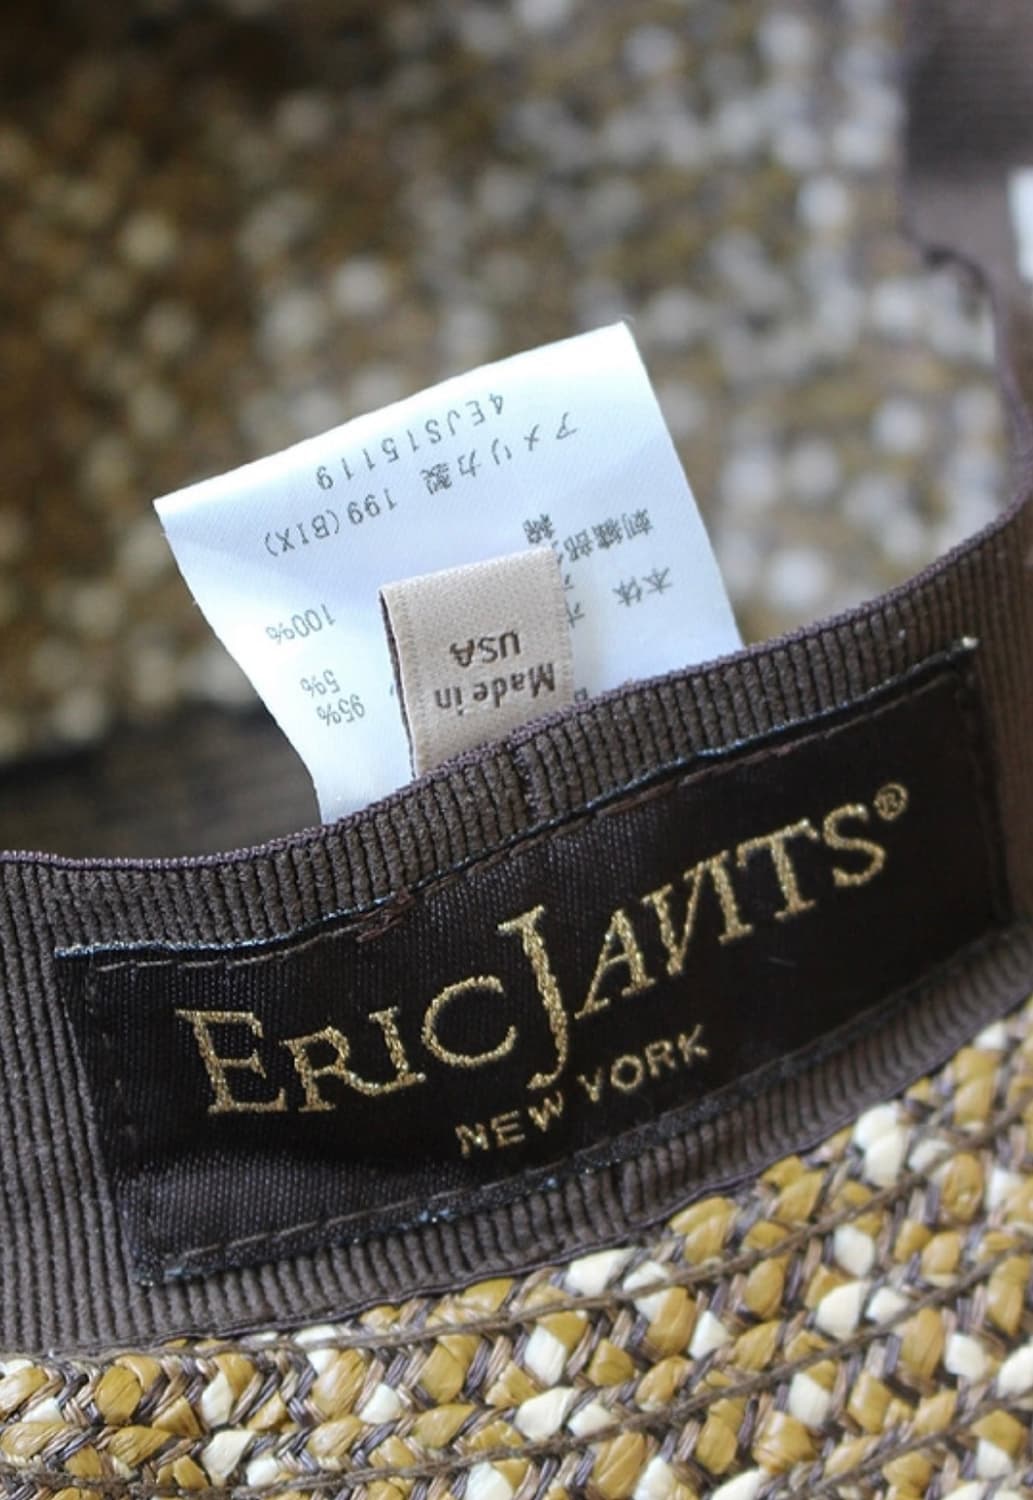 ERIC JAVITS®
NEW YORK
Made in
USA
95%
5%
本体
100%
刺繍部分
綿
アメリカ製 199(BIX)
4EJS15119